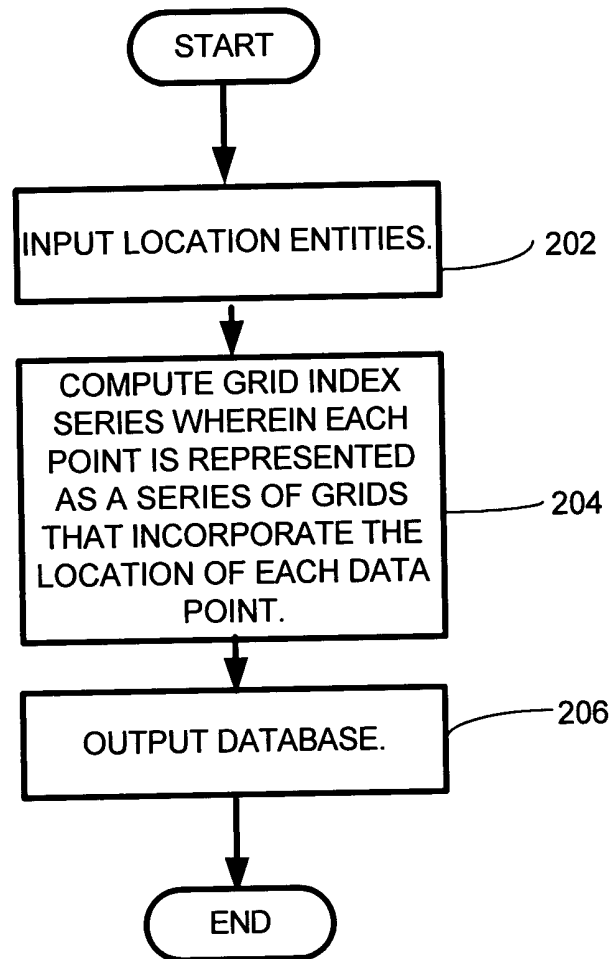 START
INPUT LOCATION ENTITIES.
202
COMPUTE GRID INDEX
SERIES WHEREIN EACH
POINT IS REPRESENTED
AS A SERIES OF GRIDS
THAT INCORPORATE THE
LOCATION OF EACH DATA
POINT.
204
OUTPUT DATABASE.
206
END